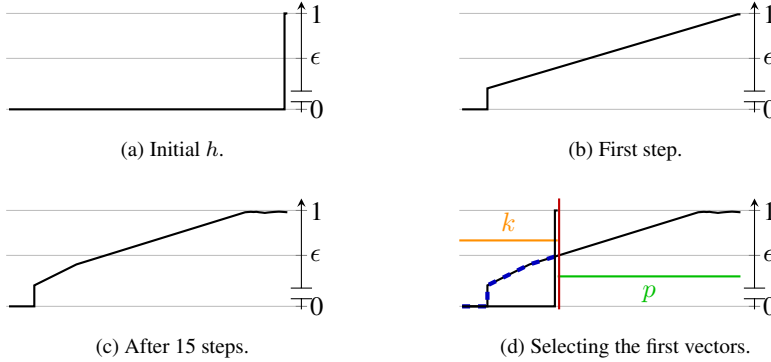 1
ϵ
0
(a) Initial h.
1
ϵ
0
(b) First step.
1
ϵ
0
(c) After 15 steps.
1
k
ϵ
p
0
(d) Selecting the first vectors.